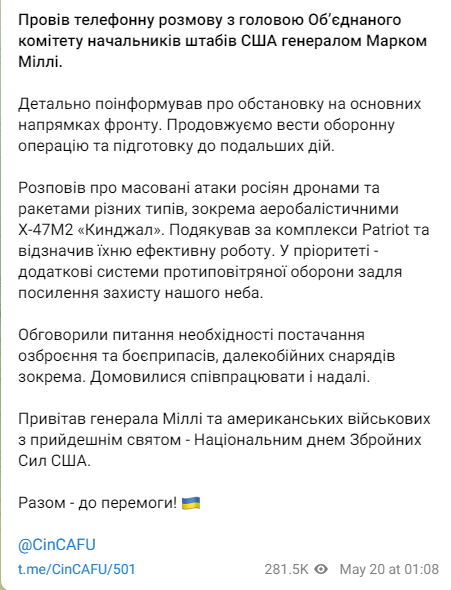 Провів телефонну розмову з головою Об’єднаного
комітету начальників штабів США генералом Марком
Міллі.
Детально поінформував про обстановку на основних
напрямках фронту. Продовжуємо вести оборонну
операцію та підготовку до подальших дій.
Розповів про масовані атаки росіян дронами та
ракетами різних типів, зокрема аеробалістичними
Х-47М2 «Кинджал». Подякував за комплекси Patriot та
відзначив їхню ефективну роботу. У пріоритеті -
додаткові системи протиповітряної оборони задля
посилення захисту нашого неба.
Обговорили питання необхідності постачання
озброєння та боєприпасів, далекобійних снарядів
зокрема. Домовилися співпрацювати і надалі.
Привітав генерала Міллі та американських військових
з прийдешнім святом - Національним днем Збройних
Сил США.
Разом - до перемоги! 🇺🇦
@CinCAFU
t.me/CinCAFU/501 281.5K May 20 at 01:08